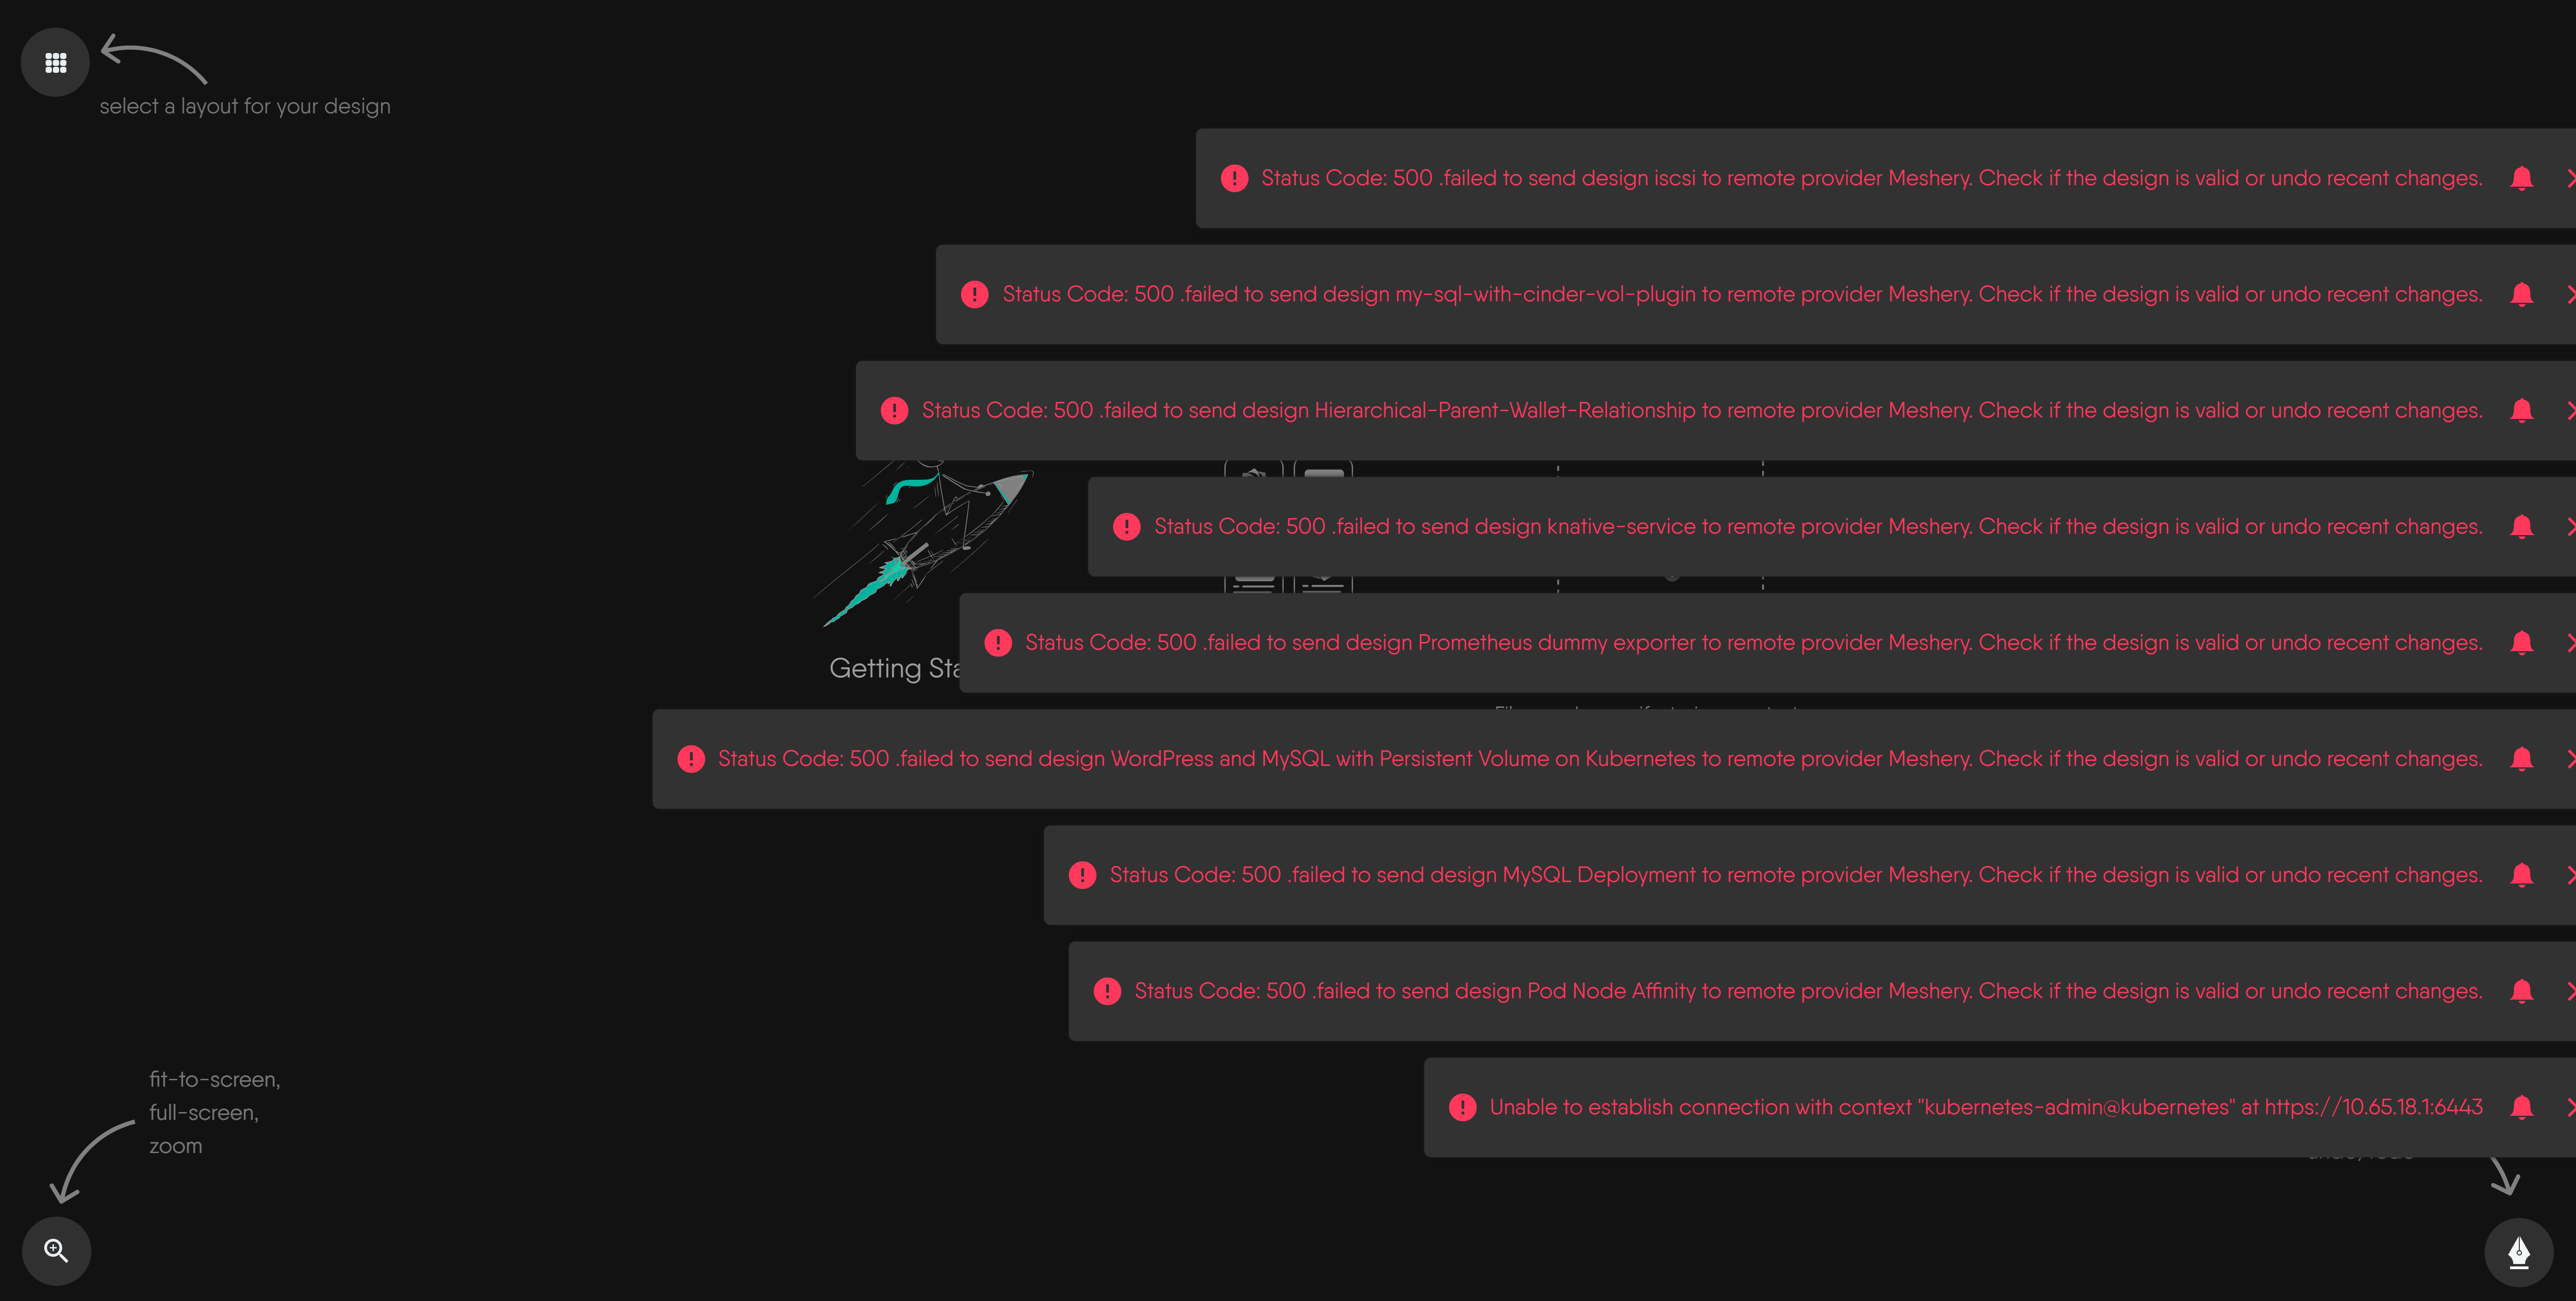 select a layout for your design
Status Code: 500 .failed to send design iscsi to remote provider Meshery. Check if the design is valid or undo recent changes.
Status Code: 500 .failed to send design my-sql-with-cinder-vol-plugin to remote provider Meshery. Check if the design is valid or undo recent changes.
Status Code: 500 .failed to send design Hierarchical-Parent-Wallet-Relationship to remote provider Meshery. Check if the design is valid or undo recent changes.
Status Code: 500 .failed to send design knative-service to remote provider Meshery. Check if the design is valid or undo recent changes.
Status Code: 500 .failed to send design Prometheus dummy exporter to remote provider Meshery. Check if the design is valid or undo recent changes.
Getting Sta
Status Code: 500 .failed to send design WordPress and MySQL with Persistent Volume on Kubernetes to remote provider Meshery. Check if the design is valid or undo recent changes.
Status Code: 500 .failed to send design MySQL Deployment to remote provider Meshery. Check if the design is valid or undo recent changes.
Status Code: 500 .failed to send design Pod Node Affinity to remote provider Meshery. Check if the design is valid or undo recent changes.
Unable to establish connection with context "kubernetes-admin@kubernetes" at https://10.65.18.1:6443
fit-to-screen,
full-screen,
zoom